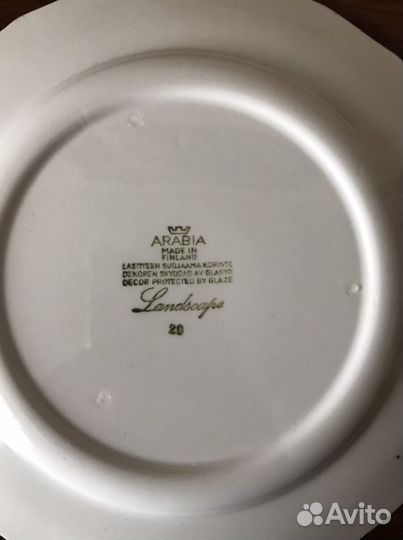 ARABIA
MADE IN
FINLAND
LASITTEEN SUOJAAMA KORISTE
DEKOREN SKYDDAD AV GLASYR
DECOR PROTECTED BY GLAZE
Landscape
20
Avito